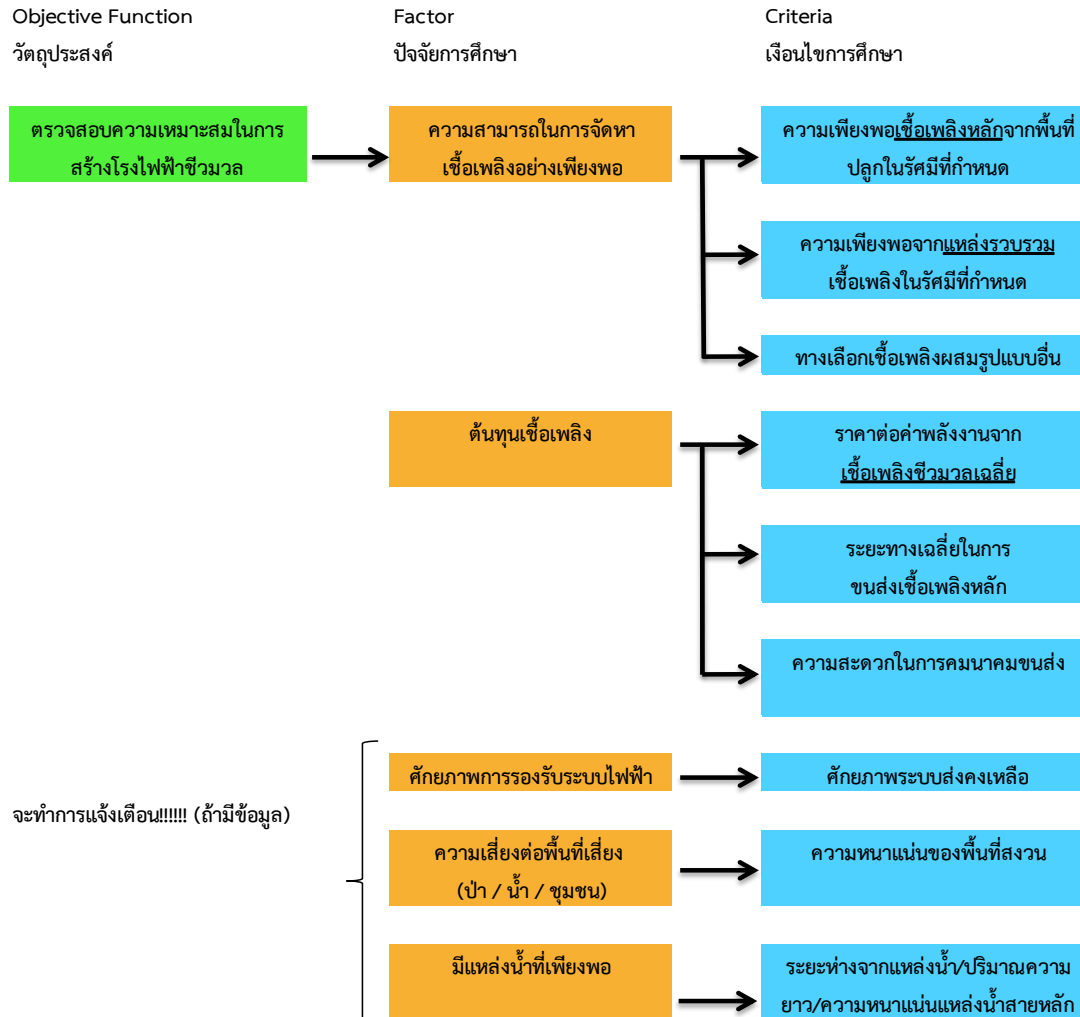 Objective Function
วัตถุประสงค์
Factor
ปัจจัยการศึกษา
Criteria
เงื่อนไขการศึกษา
ตรวจสอบความเหมาะสมในการ
สร้างโรงไฟฟ้าชีวมวล
ความสามารถในการจัดหา
เชื้อเพลิงอย่างเพียงพอ
ความเพียงพอเชื้อเพลิงหลักจากพื้นที่
ปลูกในรัศมีที่กำหนด
ความเพียงพอจากแหล่งรวบรวม
เชื้อเพลิงในรัศมีที่กำหนด
ทางเลือกเชื้อเพลิงผสมรูปแบบอื่น
ต้นทุนเชื้อเพลิง
ราคาต่อค่าพลังงานจาก
เชื้อเพลิงชีวมวลเฉลี่ย
ระยะทางเฉลี่ยในการ
ขนส่งเชื้อเพลิงหลัก
ความสะดวกในการคมนาคมขนส่ง
จะทำการแจ้งเตือน!!!!!! (ถ้ามีข้อมูล)
ศักยภาพการรองรับระบบไฟฟ้า
ศักยภาพระบบส่งคงเหลือ
ความเสี่ยงต่อพื้นที่เสี่ยง
(ป่า / น้ำ / ชุมชน)
ความหนาแน่นของพื้นที่สงวน
มีแหล่งน้ำที่เพียงพอ
ระยะห่างจากแหล่งน้ำ/ปริมาณความ
ยาว/ความหนาแน่นแหล่งน้ำสายหลัก